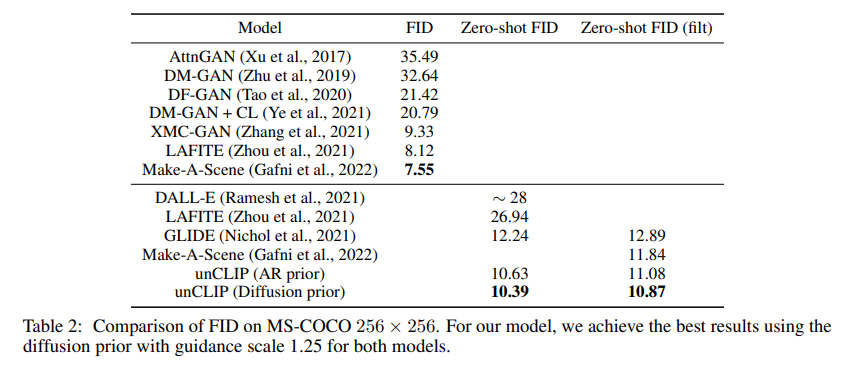 Model FID Zero-shot FID Zero-shot FID (filt)
AttnGAN (Xu et al., 2017) 35.49
DM-GAN (Zhu et al., 2019) 32.64
DF-GAN (Tao et al., 2020) 21.42
DM-GAN + CL (Ye et al., 2021) 20.79
XMC-GAN (Zhang et al., 2021) 9.33
LAFITE (Zhou et al., 2021) 8.12
Make-A-Scene (Gafni et al., 2022) 7.55
DALL-E (Ramesh et al., 2021) ∼ 28
LAFITE (Zhou et al., 2021) 26.94
GLIDE (Nichol et al., 2021) 12.24 12.89
Make-A-Scene (Gafni et al., 2022) 11.84
unCLIP (AR prior) 10.63 11.08
unCLIP (Diffusion prior) 10.39 10.87
Table 2: Comparison of FID on MS-COCO 256 × 256. For our model, we achieve the best results using the
diffusion prior with guidance scale 1.25 for both models.